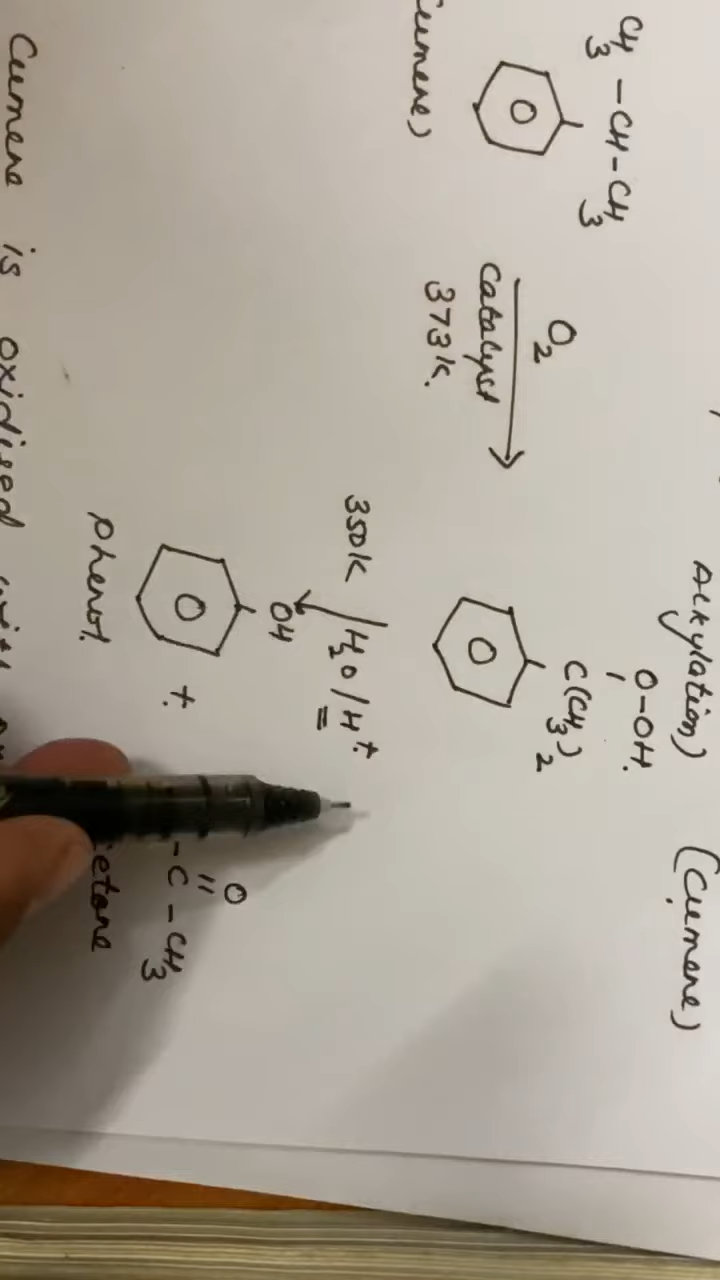 Alkylation) (Cumene)
CH3 -CH-CH3
O-OH.
C(CH3)2
O2
catalyst
373k.
350k /H2O/H+.
OH
O
||
-C-CH3
phenol. +.
Cumene is oxidised